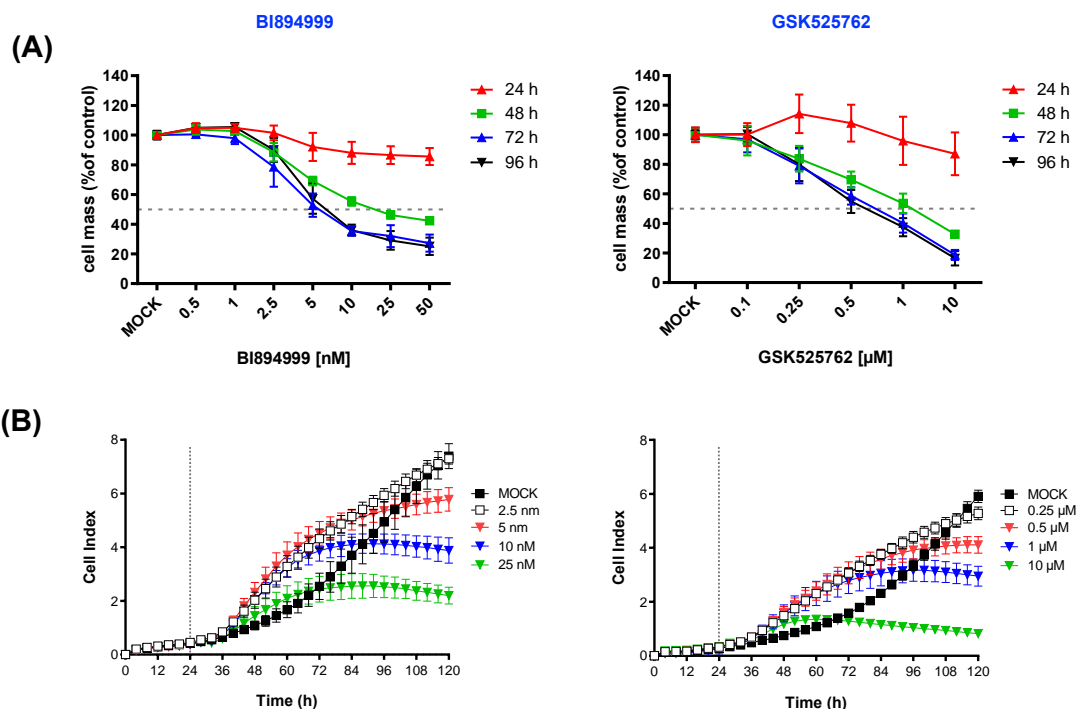 BI894999
GSK525762
(A)
cell mass (%of control)
140
120
100
80
60
40
20
0
MOCK
0.5
1
2.5
5
10
25
50
BI894999 [nM]
24 h
48 h
72 h
96 h
cell mass (%of control)
140
120
100
80
60
40
20
0
MOCK
0.1
0.25
0.5
1
10
GSK525762 [µM]
24 h
48 h
72 h
96 h
(B)
Cell Index
8
6
4
2
0
0 12 24 36 48 60 72 84 96 108 120
Time (h)
MOCK
2.5 nm
5 nm
10 nM
25 nM
Cell Index
8
6
4
2
0
0 12 24 36 48 60 72 84 96 108 120
Time (h)
MOCK
0.25 µM
0.5 µM
1 µM
10 µM